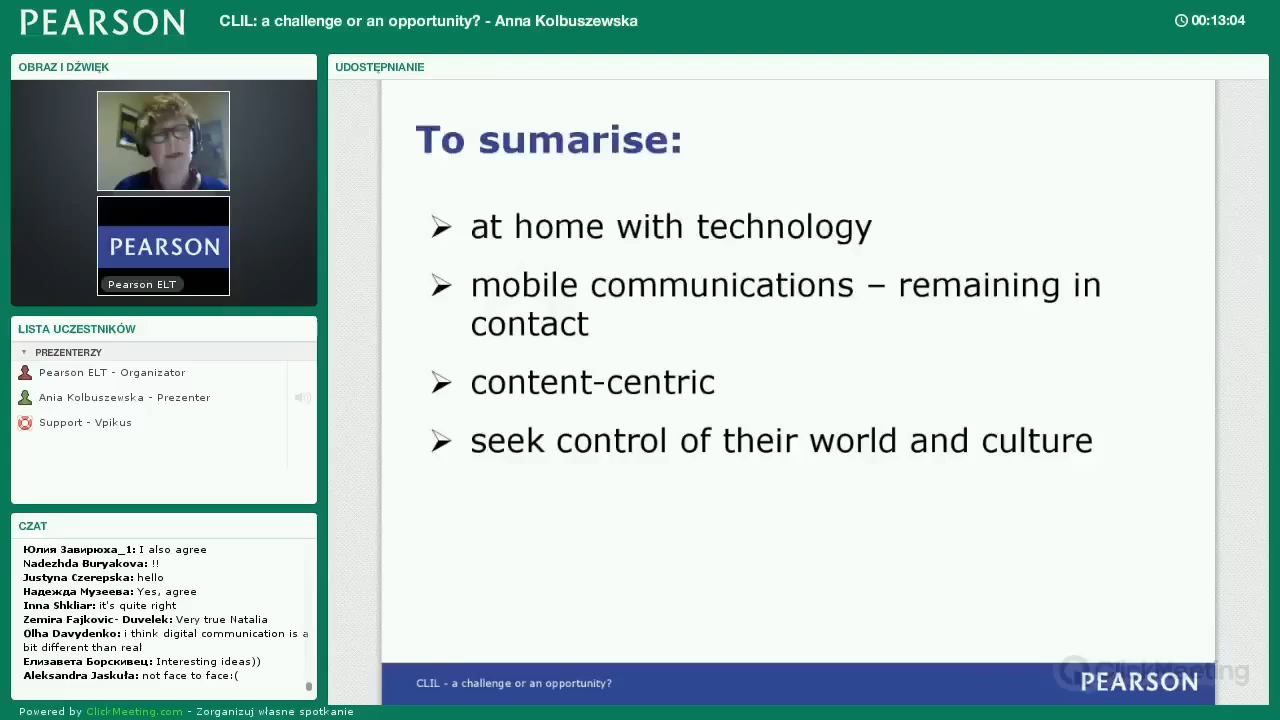 PEARSON
CLIL: a challenge or an opportunity? - Anna Kolbuszewska
00:13:04
OBRAZ I DŹWIĘK
PEARSON
Pearson ELT
LISTA UCZESTNIKÓW
PREZENTERZY
Pearson ELT - Organizator
Ania Kolbuszewska - Prezenter
Support - Vpikus
CZAT
Юлия Завирюха_1: I also agree
Nadezhda Buryakova: !!
Justyna Czerepska: hello
Надежда Музеева: Yes, agree
Inna Shkliar: it's quite right
Zemira Fajkovic- Duvelek: Very true Natalia
Olha Davydenko: i think digital communication is a
bit different than real
Елизавета Борскивец: Interesting ideas))
Aleksandra Jaskuła: not face to face:(
UDOSTĘPNIANIE
To sumarise:
at home with technology
mobile communications – remaining in
contact
content-centric
seek control of their world and culture
CLIL - a challenge or an opportunity?
ClickMeeting
PEARSON
Powered by ClickMeeting.com - Zorganizuj własne spotkanie